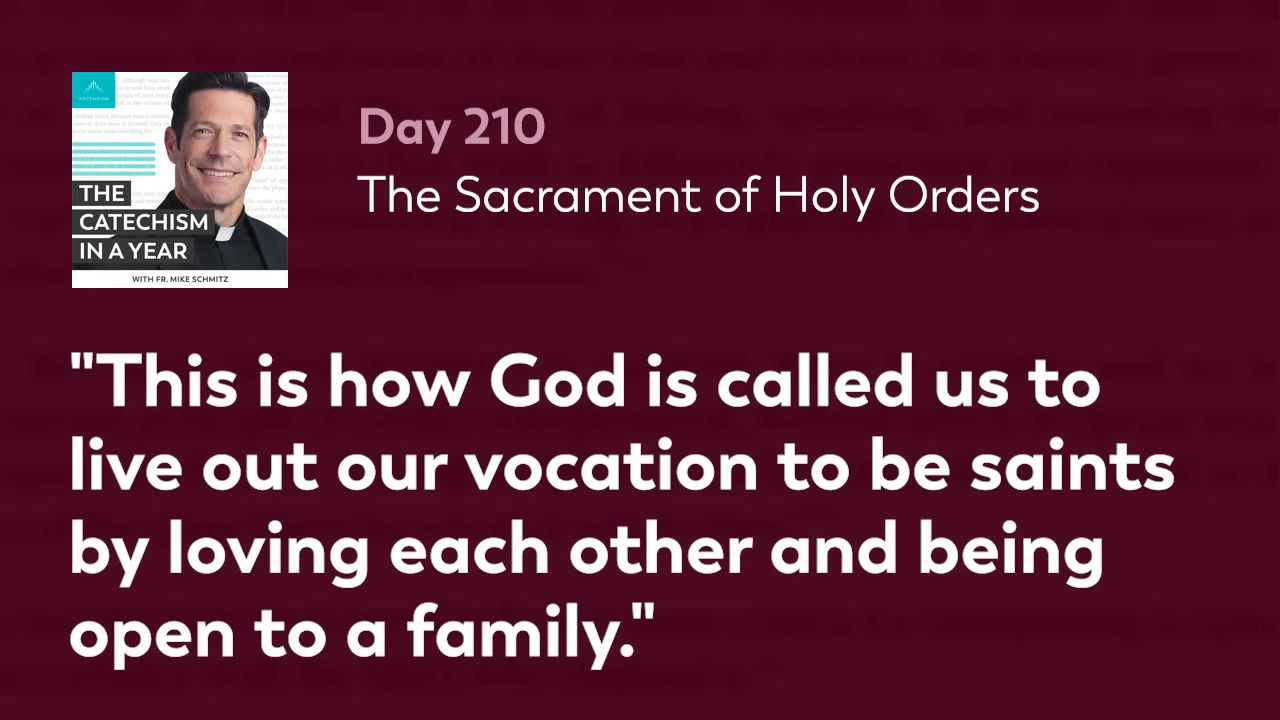 ASCENSION
THE
CATECHISM
IN A YEAR
WITH FR. MIKE SCHMITZ
Day 210
The Sacrament of Holy Orders
"This is how God is called us to
live out our vocation to be saints
by loving each other and being
open to a family."